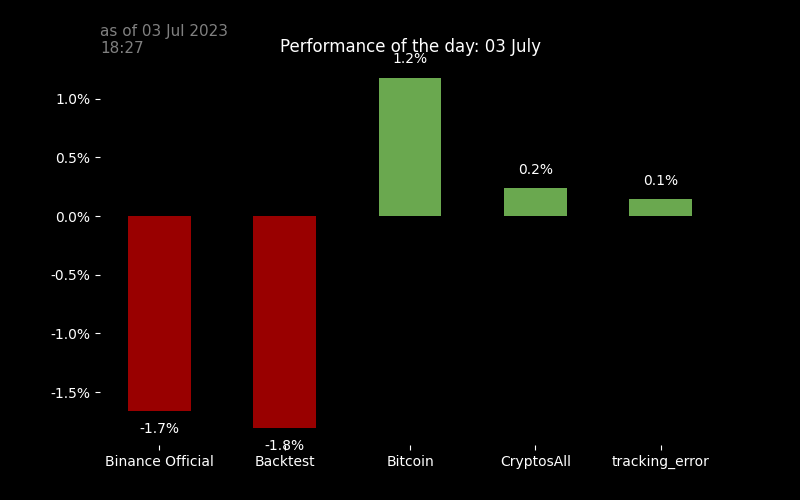 as of 03 Jul 2023
18:27
Performance of the day: 03 July
1.2%
1.0%
0.5%
0.2%
0.1%
0.0%
-0.5%
-1.0%
-1.5%
-1.7%
-1.8%
Binance Official
Backtest
Bitcoin
CryptosAll
tracking_error